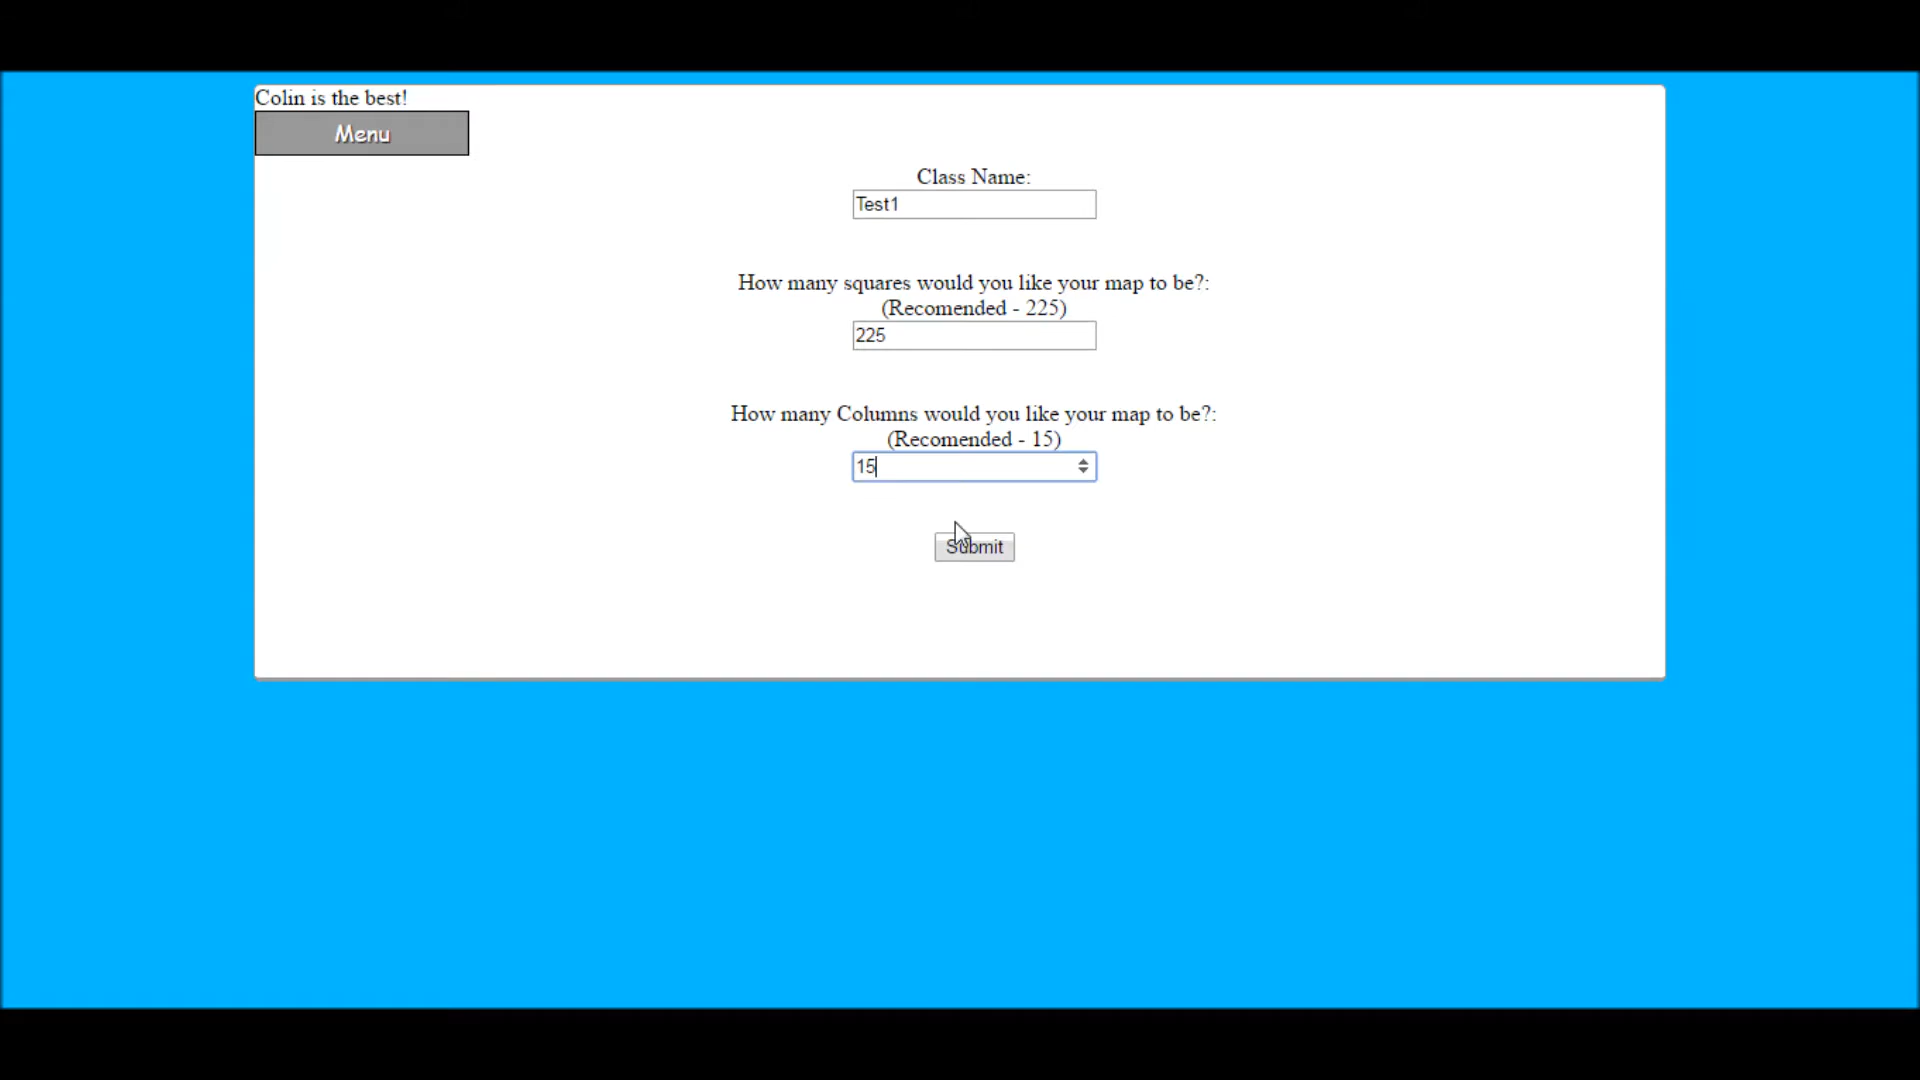 Colin is the best!
Menu
Class Name:
Test1
How many squares would you like your map to be?:
(Recomended - 225)
225
How many Columns would you like your map to be?:
(Recomended - 15)
15
Submit